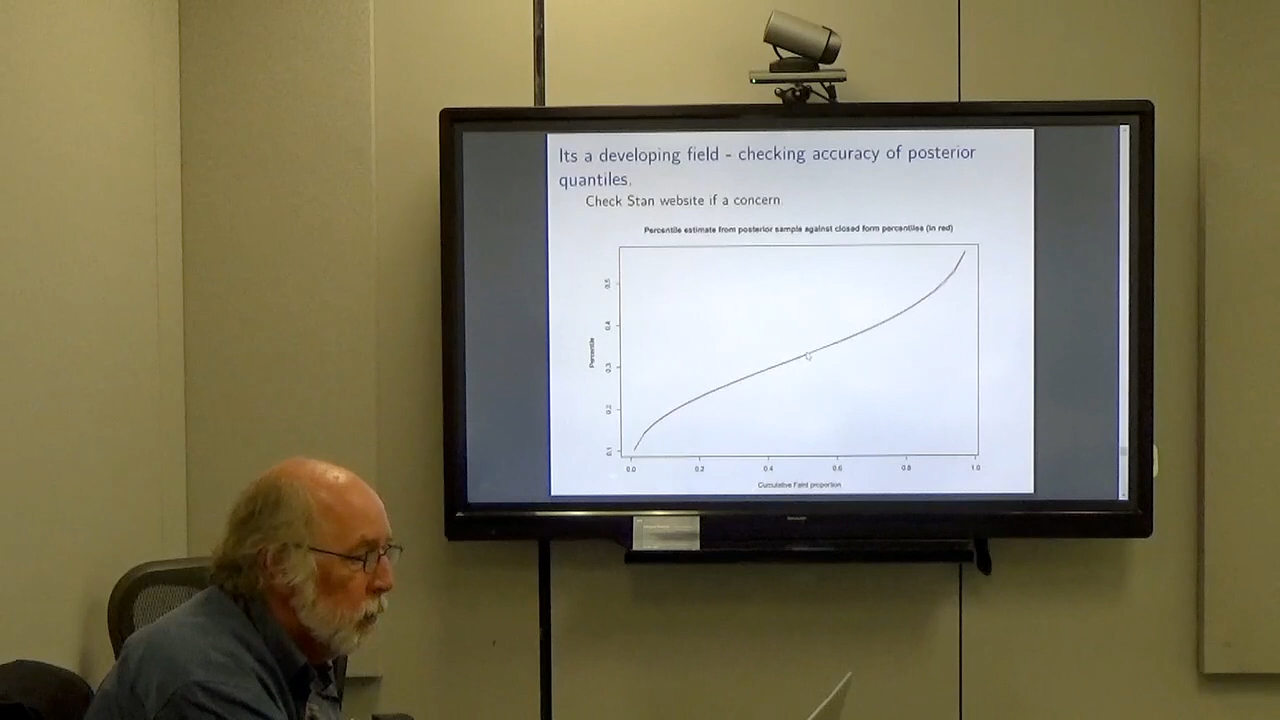 Its a developing field - checking accuracy of posterior
quantiles.
Check Stan website if a concern.
Percentile estimate from posterior sample against closed form percentiles (in red)
Percentile
0.5
0.4
0.3
0.2
0.1
0.0 0.2 0.4 0.6 0.8 1.0
Cumulative Faint proportion